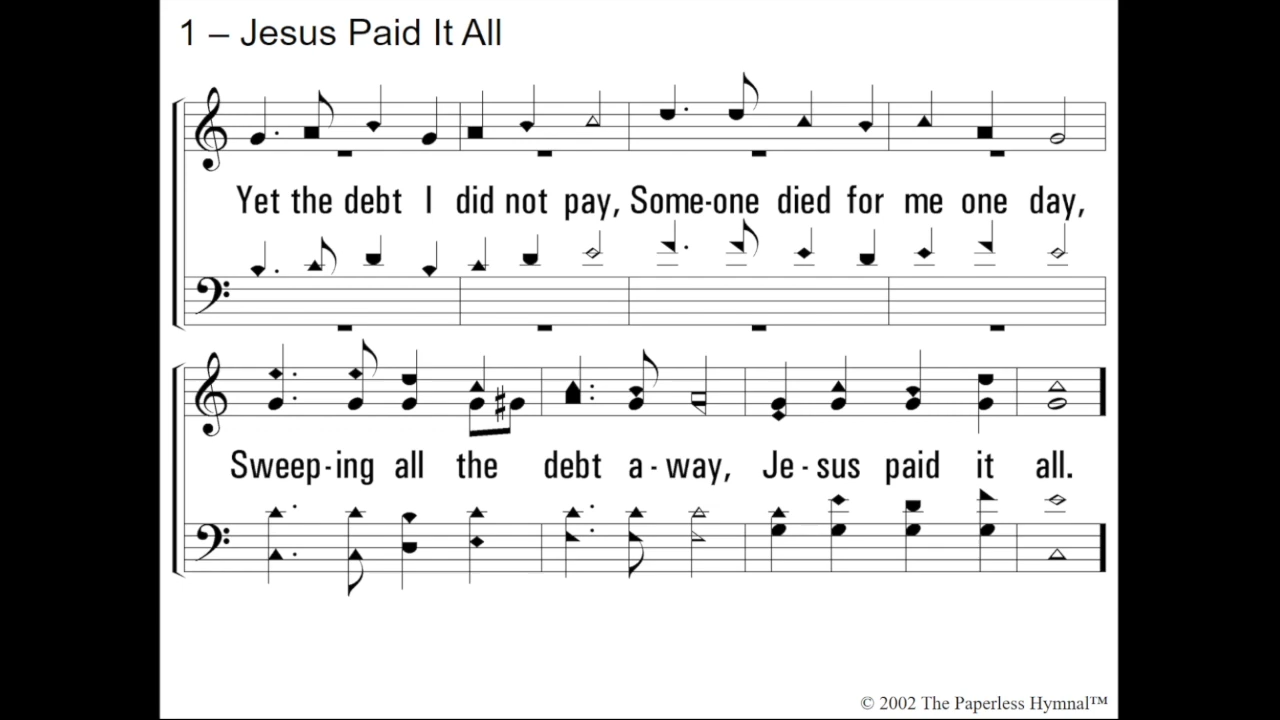 1 – Jesus Paid It All
Yet the debt I did not pay, Some-one died for me one day,
Sweep-ing all the debt a-way, Je-sus paid it all.
© 2002 The Paperless Hymnal™